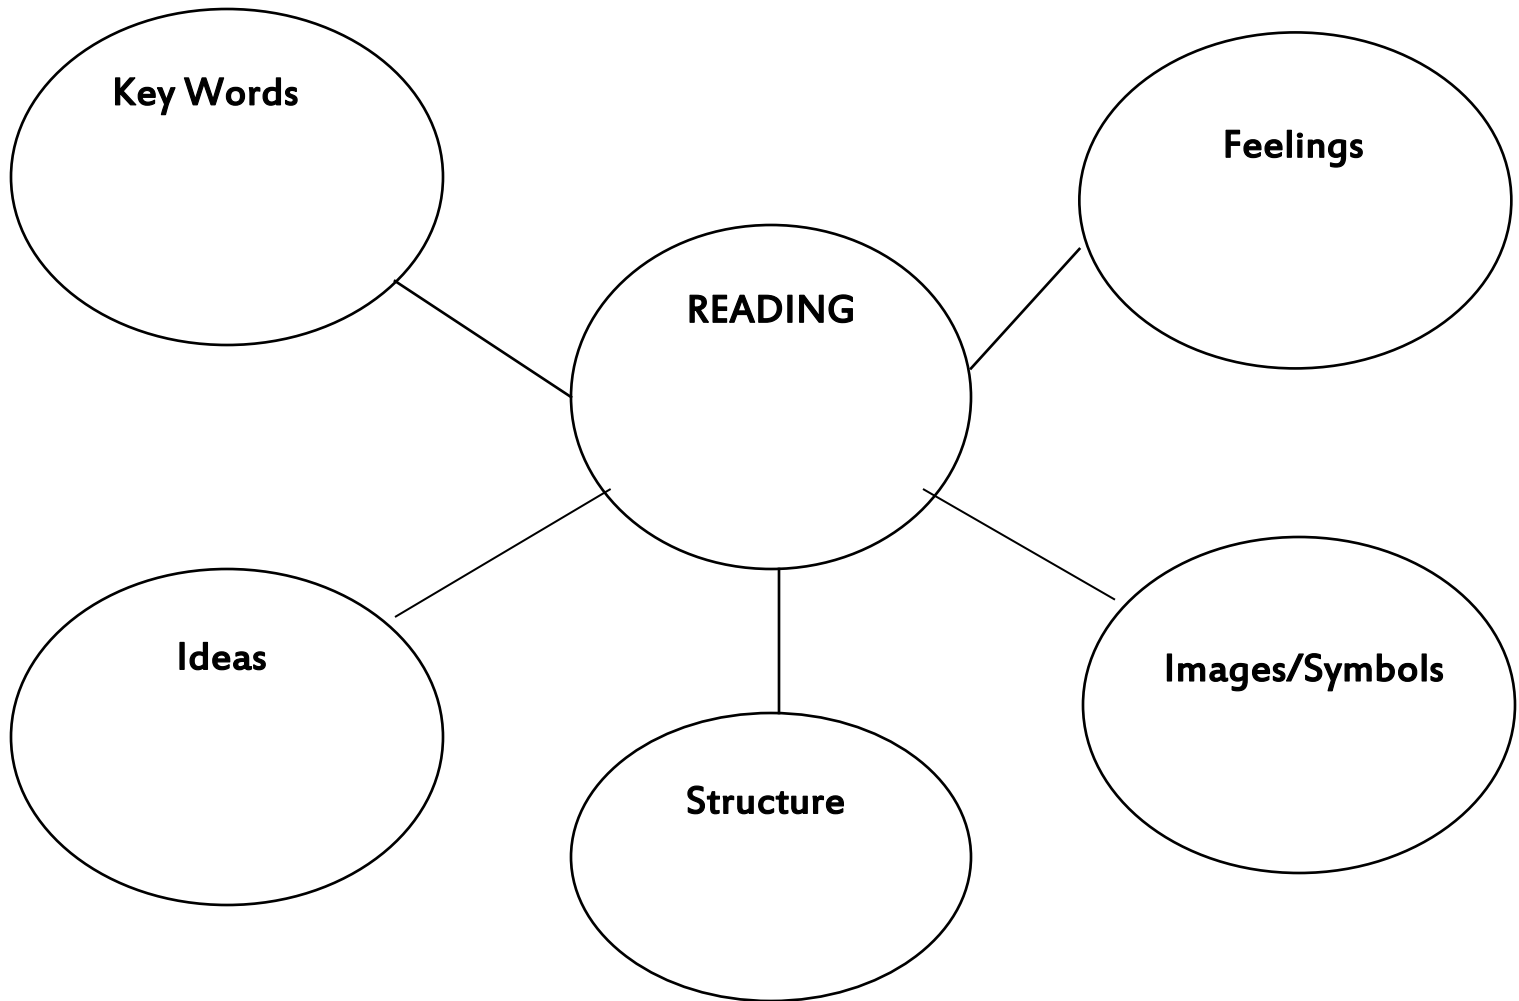 Key Words
Feelings
READING
Ideas
Images/Symbols
Structure